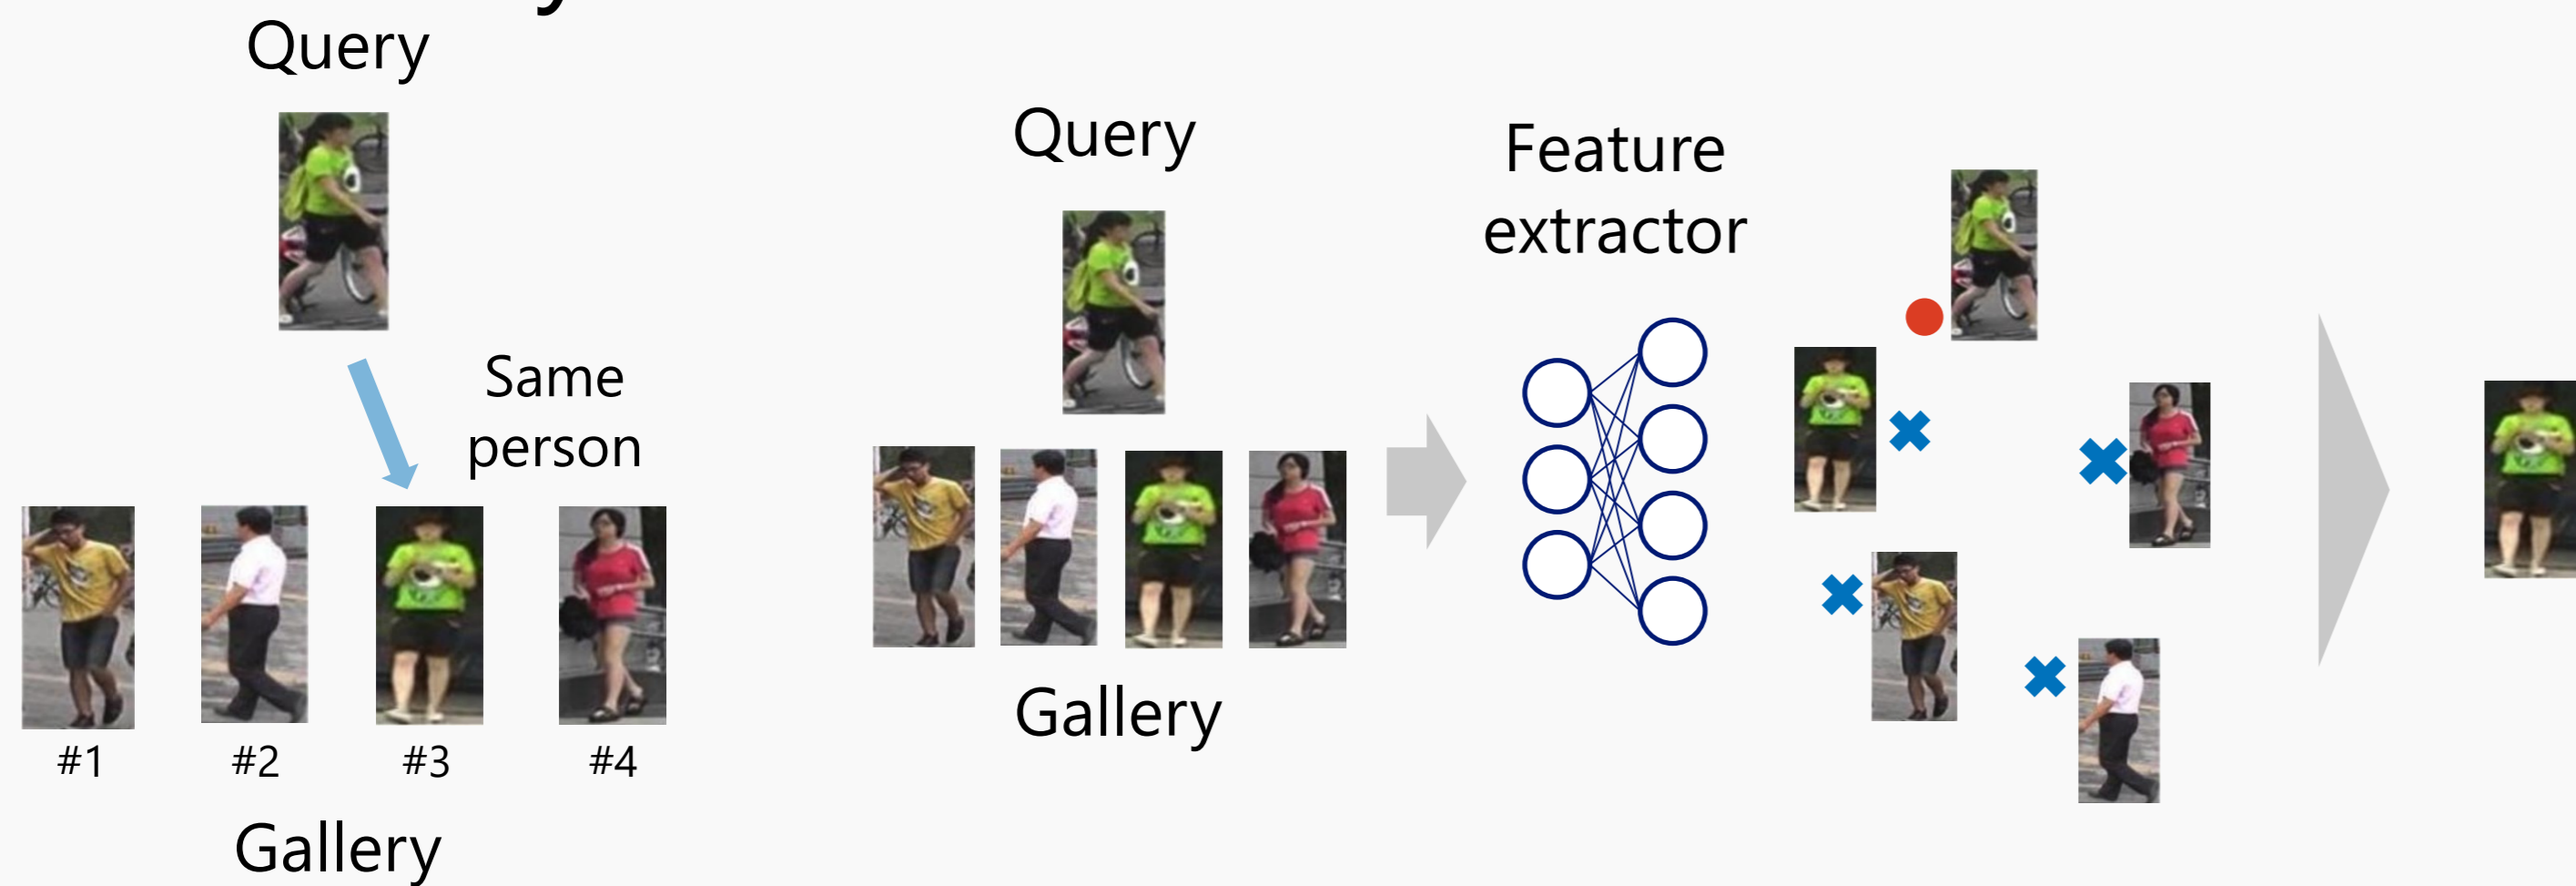 Query
Same
person
#1 #2 #3 #4
Gallery
Query
Gallery
Feature
extractor